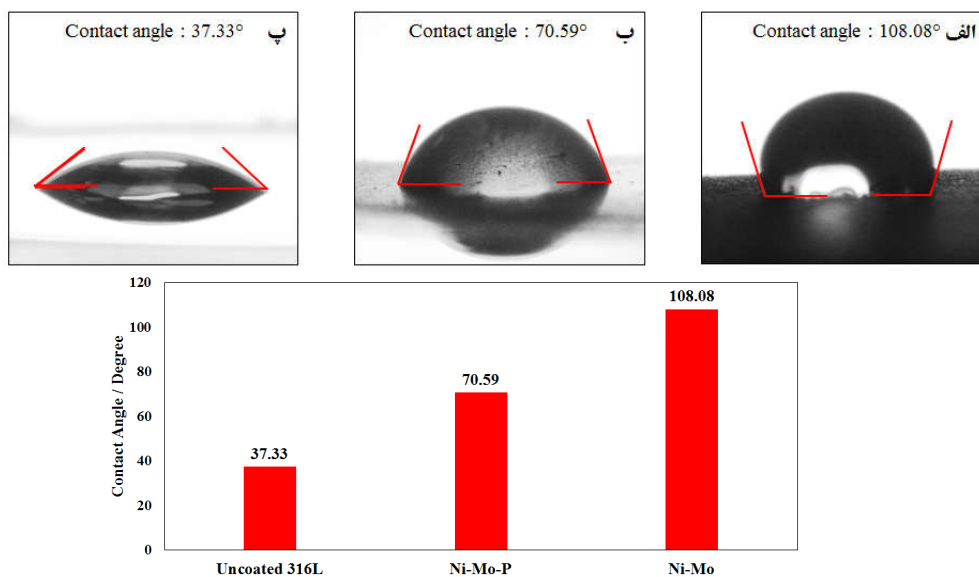 Contact angle : 37.33° پ
Contact angle : 70.59° ب
Contact angle : 108.08° الف
120
100
80
60
40
20
0
Contact Angle / Degree
37.33
70.59
108.08
Uncoated 316L
Ni-Mo-P
Ni-Mo